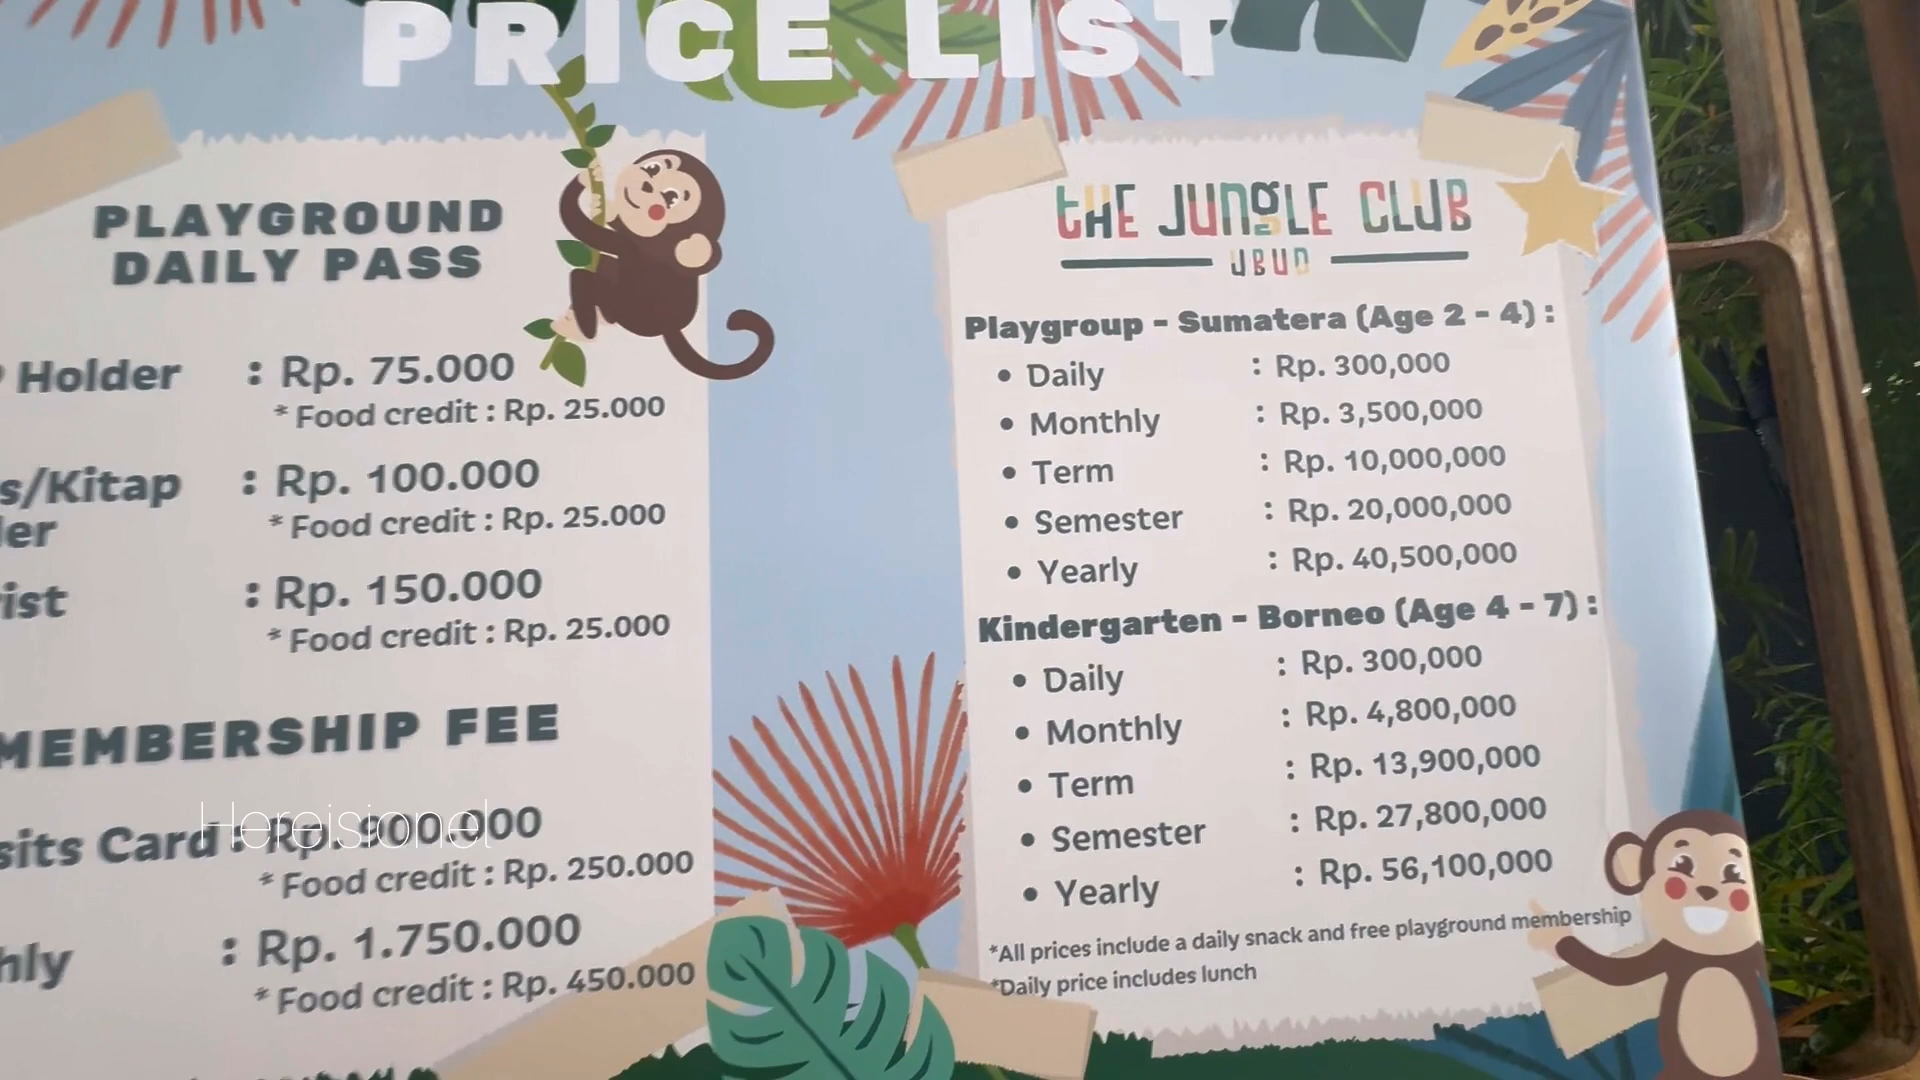 PRICE LIST
PLAYGROUND
DAILY PASS
Holder : Rp. 75.000
* Food credit : Rp. 25.000
s/Kitap : Rp. 100.000
* Food credit : Rp. 25.000
: Rp. 150.000
* Food credit : Rp. 25.000
MEMBERSHIP FEE
sits Card : Rp. 900.000
* Food credit : Rp. 250.000
: Rp. 1.750.000
* Food credit : Rp. 450.000
Hereisionel
THE JUNGLE CLUB
UBUD
Playgroup - Sumatera (Age 2 - 4) :
• Daily : Rp. 300,000
• Monthly : Rp. 3,500,000
• Term : Rp. 10,000,000
• Semester : Rp. 20,000,000
• Yearly : Rp. 40,500,000
Kindergarten - Borneo (Age 4 - 7) :
• Daily : Rp. 300,000
• Monthly : Rp. 4,800,000
• Term : Rp. 13,900,000
• Semester : Rp. 27,800,000
• Yearly : Rp. 56,100,000
*All prices include a daily snack and free playground membership
*Daily price includes lunch